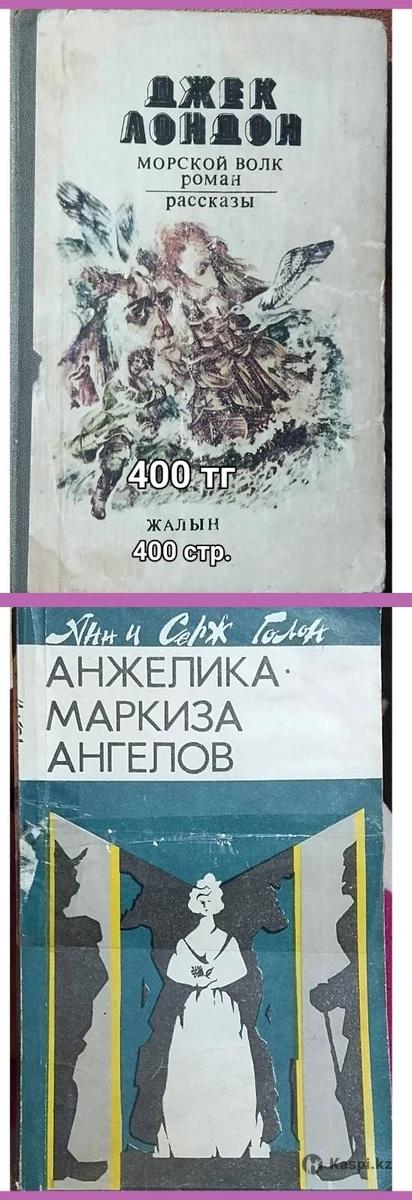 ДЖЕК
ЛОНДОН
МОРСКОЙ ВОЛК
роман
рассказы
400 тг
ЖАЛЫН
400 стр.
Анн и Серж Голон
АНЖЕЛИКА·
МАРКИЗА
АНГЕЛОВ
Kaspi.kz